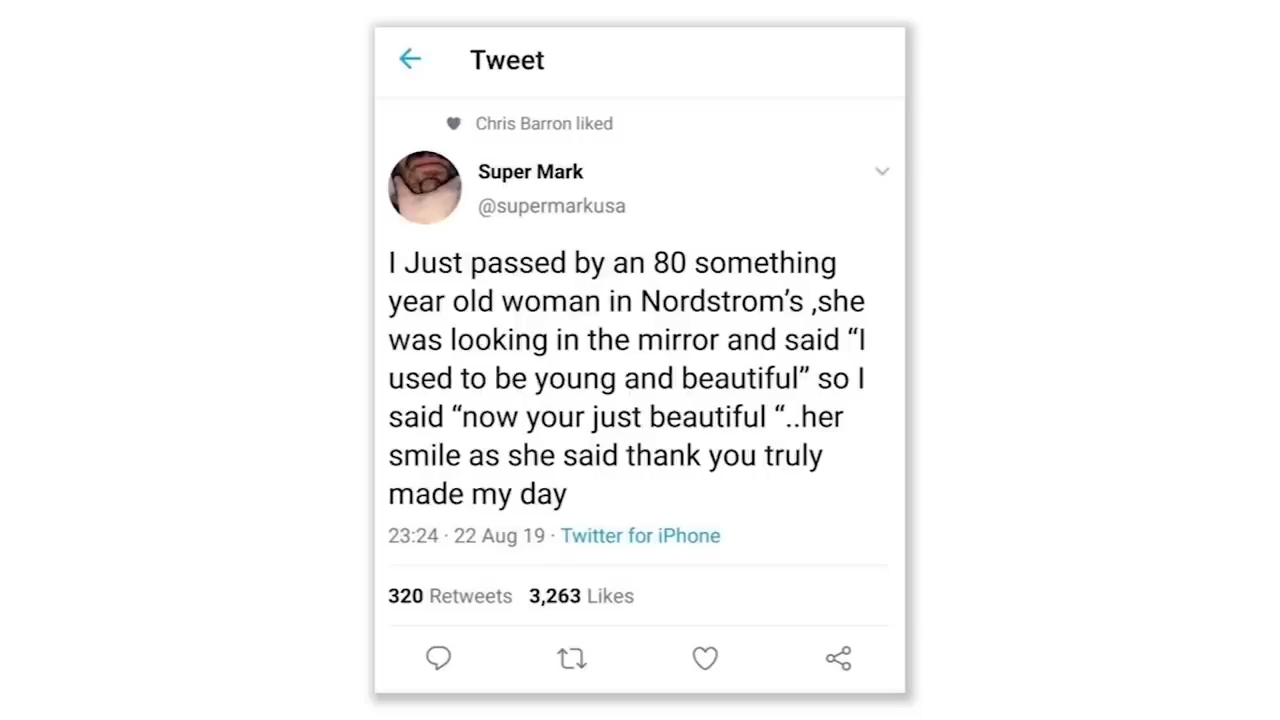 Tweet
Chris Barron liked
Super Mark
@supermarkusa
I Just passed by an 80 something
year old woman in Nordstrom’s ,she
was looking in the mirror and said “I
used to be young and beautiful” so I
said “now your just beautiful “..her
smile as she said thank you truly
made my day
23:24 · 22 Aug 19 · Twitter for iPhone
320 Retweets 3,263 Likes